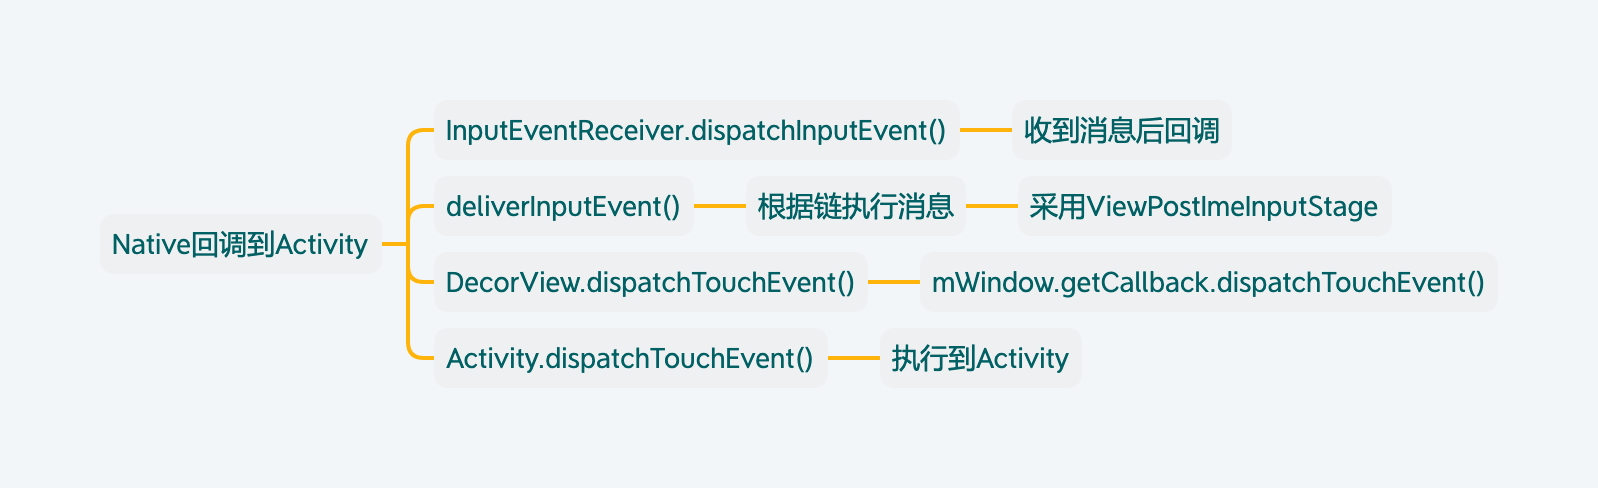 Native回调到Activity
InputEventReceiver.dispatchInputEvent()
收到消息后回调
deliverInputEvent()
根据链执行消息
采用ViewPostImeInputStage
DecorView.dispatchTouchEvent()
mWindow.getCallback.dispatchTouchEvent()
Activity.dispatchTouchEvent()
执行到Activity